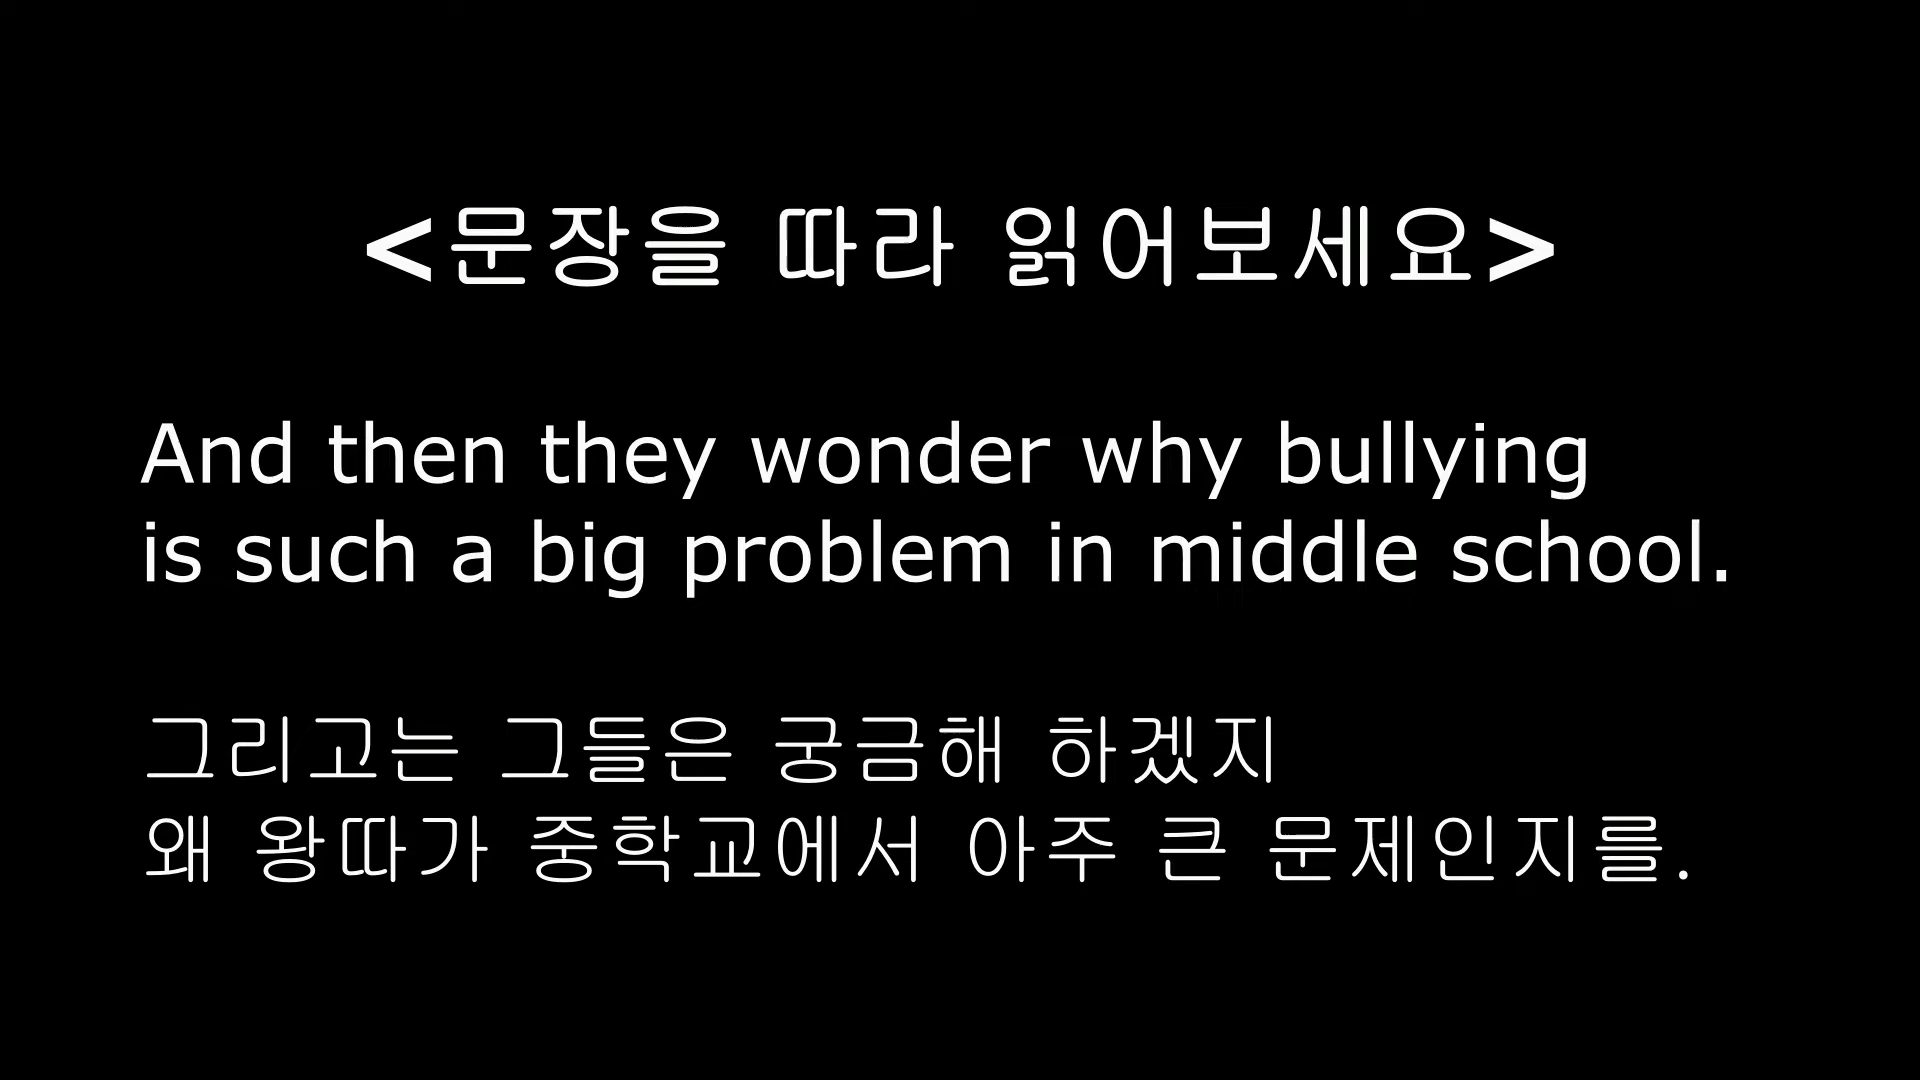 <문장을 따라 읽어보세요>
And then they wonder why bullying
is such a big problem in middle school.
그리고는 그들은 궁금해 하겠지
왜 왕따가 중학교에서 아주 큰 문제인지를.